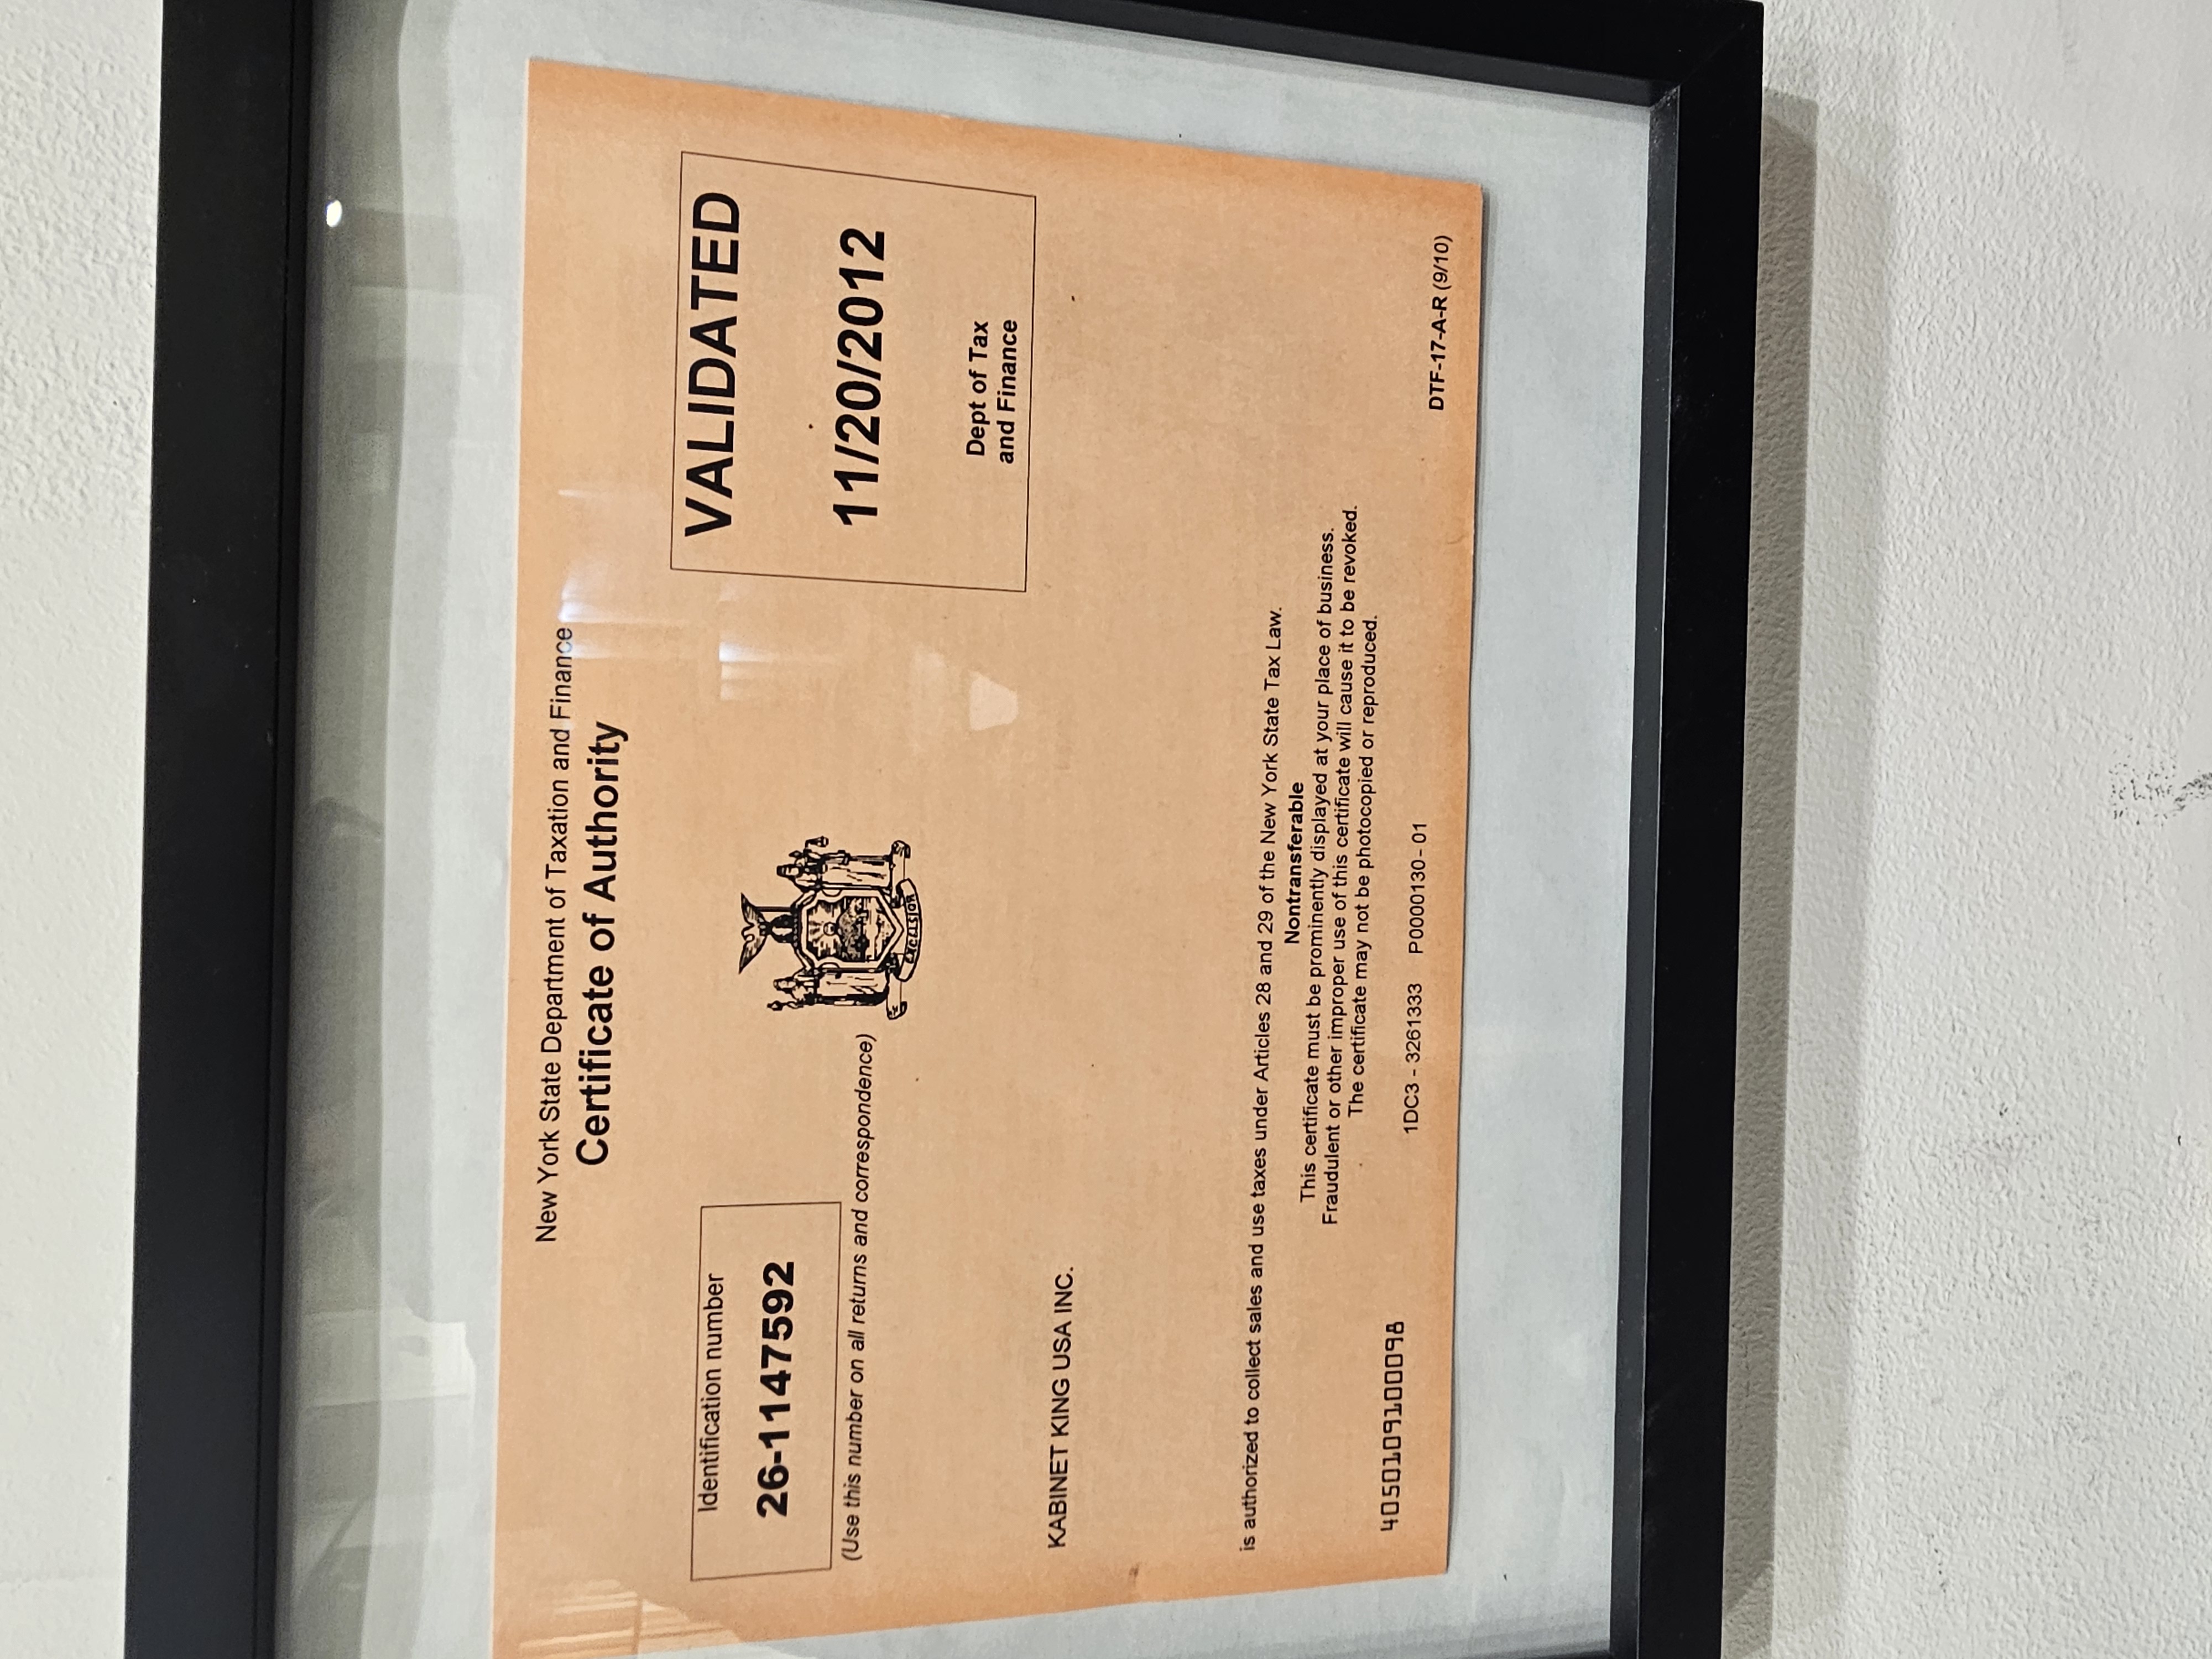 New York State Department of Taxation and Finance
Certificate of Authority
Identification number
26-1147592
(Use this number on all returns and correspondence)
EXCELSIOR
VALIDATED
11/20/2012
Dept of Tax
and Finance
KABINET KING USA INC.
is authorized to collect sales and use taxes under Articles 28 and 29 of the New York State Tax Law.
Nontransferable
This certificate must be prominently displayed at your place of business.
Fraudulent or other improper use of this certificate will cause it to be revoked.
The certificate may not be photocopied or reproduced.
4050109100098
1DC3 - 3261333 P0000130-01
DTF-17-A-R (9/10)